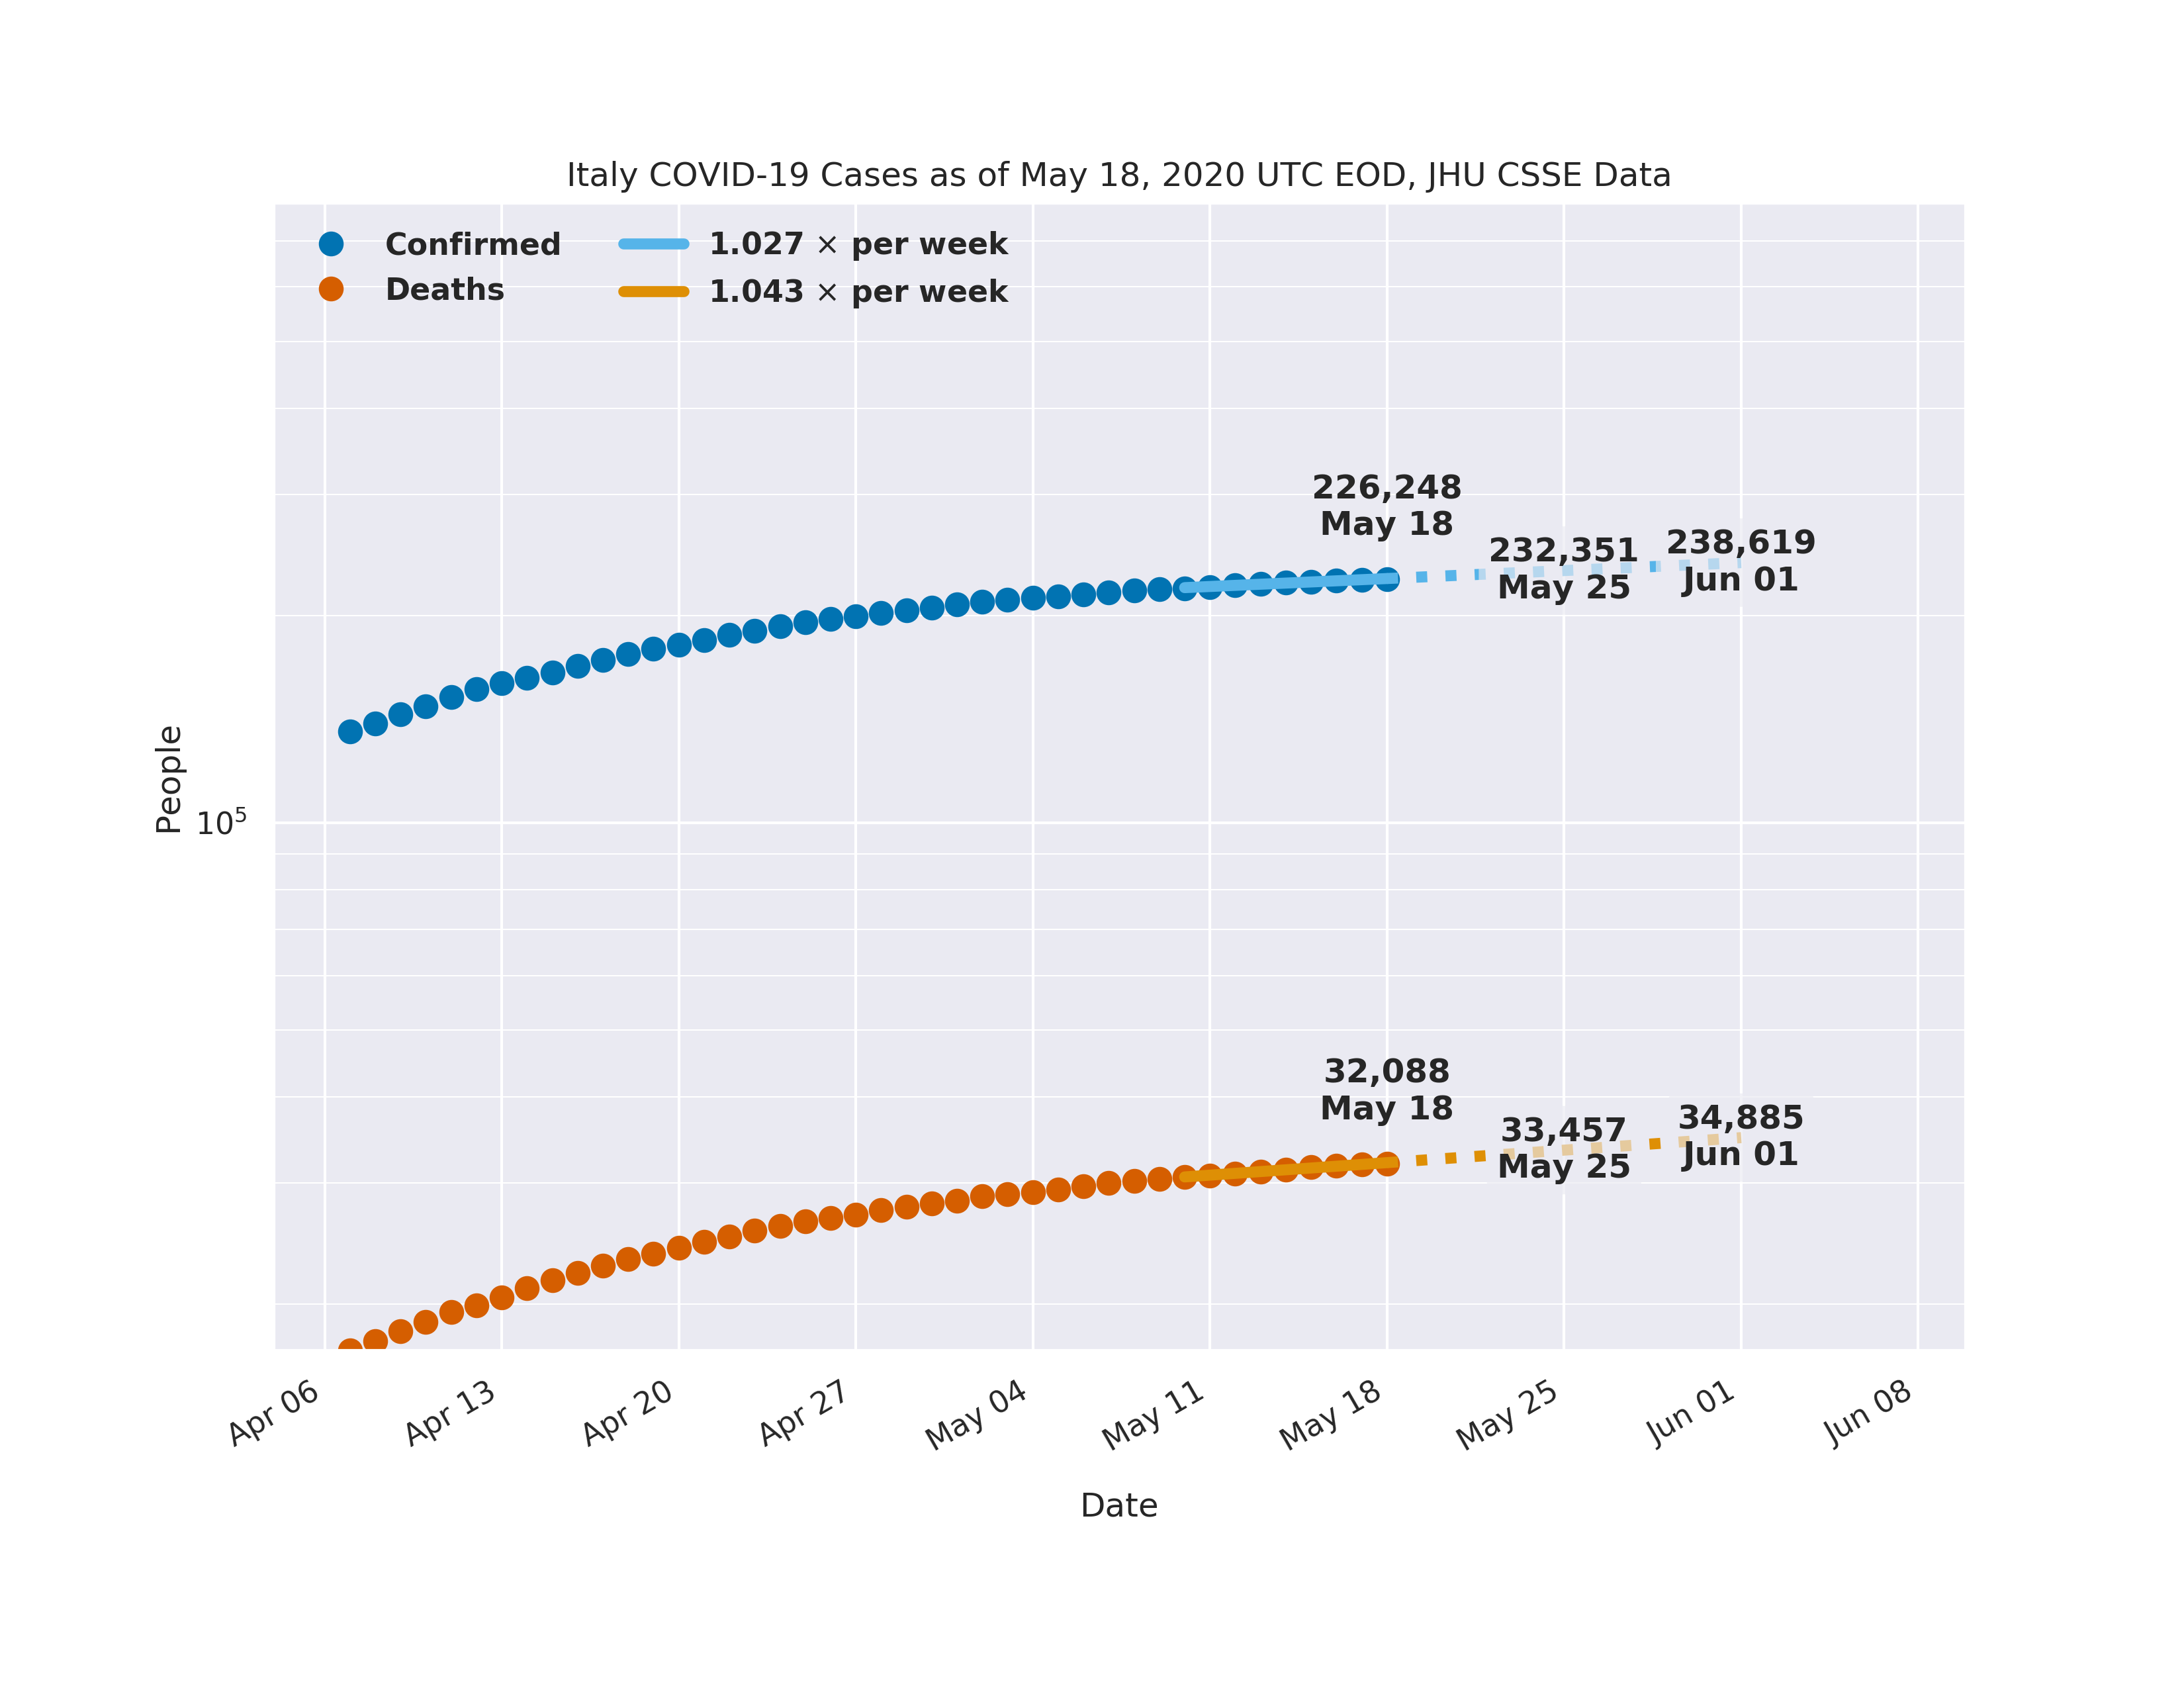 Italy COVID-19 Cases as of May 18, 2020 UTC EOD, JHU CSSE Data
Confirmed
Deaths
1.027 × per week
1.043 × per week
226,248
May 18
232,351
May 25
238,619
Jun 01
People
10⁵
32,088
May 18
33,457
May 25
34,885
Jun 01
Apr 06
Apr 13
Apr 20
Apr 27
May 04
May 11
May 18
May 25
Jun 01
Jun 08
Date